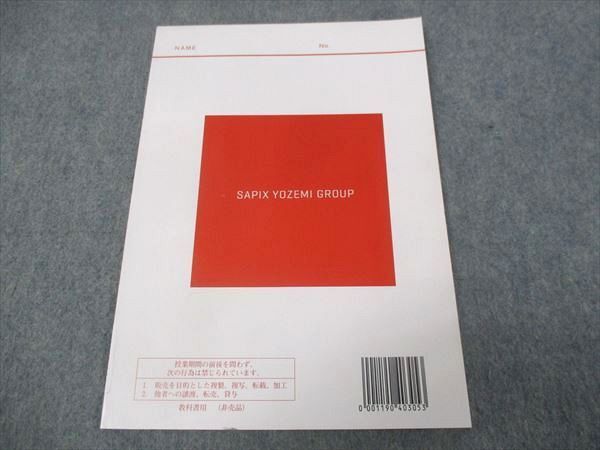 NAME No.
SAPIX YOZEMI GROUP
授業期間の前後を問わず、
次の行為は禁じられています。
1. 販売を目的とした複製、複写、転載、加工
2. 他者への譲渡、転売、貸与
教科書用 (非売品)
0 001190 403053